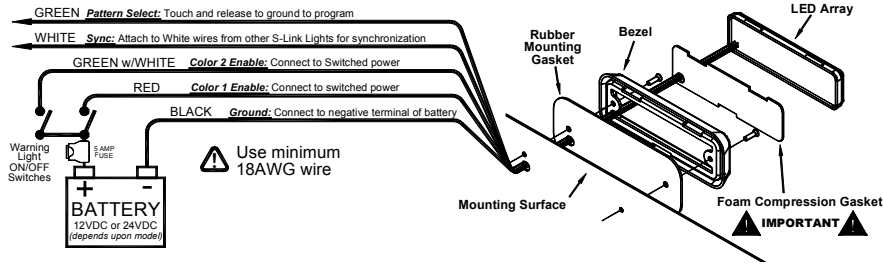 GREEN Pattern Select: Touch and release to ground to program
WHITE Sync: Attach to White wires from other S-Link Lights for synchronization
GREEN w/WHITE Color 2 Enable: Connect to Switched power
RED Color 1 Enable: Connect to switched power
BLACK Ground: Connect to negative terminal of battery
Warning
Light
ON/OFF
Switches
5 AMP
FUSE
+ -
BATTERY
12VDC or 24VDC
(depends upon model)
! Use minimum
18AWG wire
Rubber
Mounting
Gasket
Bezel
LED Array
Mounting Surface
Foam Compression Gasket
! IMPORTANT !